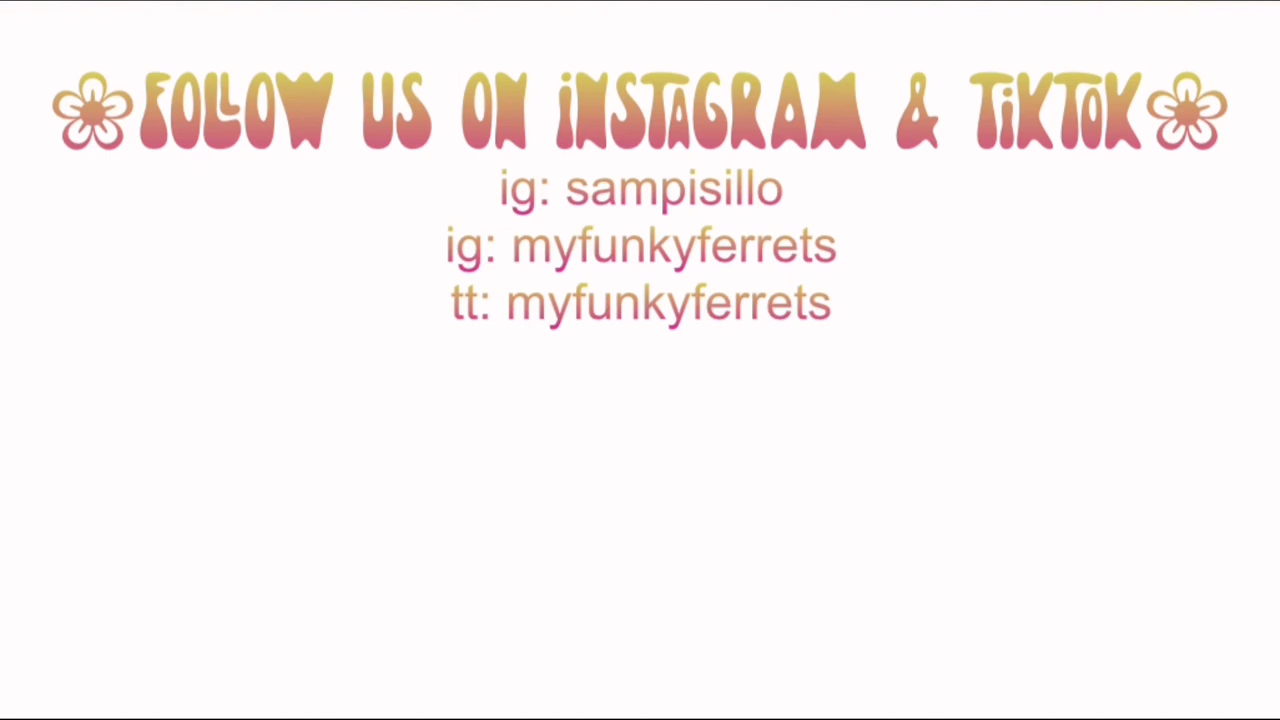 FOLLOW US ON iNSTAGRAM & TiKTOK
ig: sampisillo
ig: myfunkyferrets
tt: myfunkyferrets